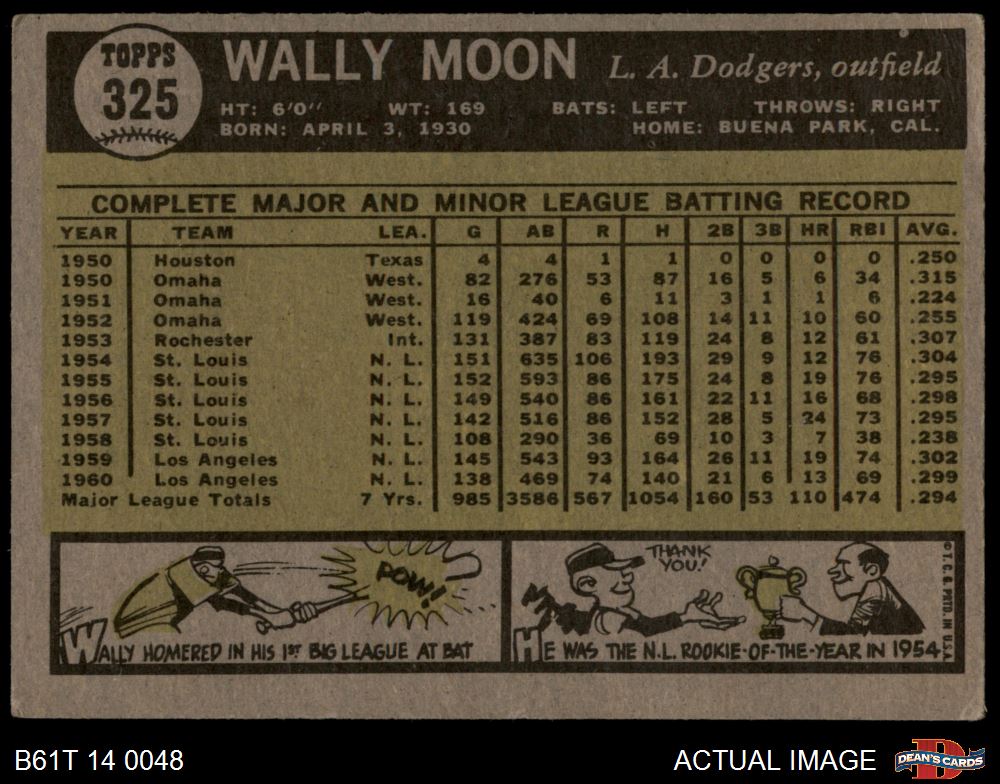 TOPPS
325
WALLY MOON L. A. Dodgers, outfield
HT: 6'0" WT: 169 BATS: LEFT THROWS: RIGHT
BORN: APRIL 3, 1930 HOME: BUENA PARK, CAL.
COMPLETE MAJOR AND MINOR LEAGUE BATTING RECORD
YEAR TEAM LEA. G AB R H 2B 3B HR RBI AVG.
1950 Houston Texas 4 4 1 1 0 0 0 0 .250
1950 Omaha West. 82 276 53 87 16 5 6 34 .315
1951 Omaha West. 16 40 6 11 3 1 1 6 .224
1952 Omaha West. 119 424 69 108 14 11 10 60 .255
1953 Rochester Int. 131 387 83 119 24 8 12 61 .307
1954 St. Louis N. L. 151 635 106 193 29 9 12 76 .304
1955 St. Louis N. L. 152 593 86 175 24 8 19 76 .295
1956 St. Louis N. L. 149 540 86 161 22 11 16 68 .298
1957 St. Louis N. L. 142 516 86 152 28 5 24 73 .295
1958 St. Louis N. L. 108 290 36 69 10 3 7 38 .238
1959 Los Angeles N. L. 145 543 93 164 26 11 19 74 .302
1960 Los Angeles N. L. 138 469 74 140 21 6 13 69 .299
Major League Totals 7 Yrs. 985 3586 567 1054 160 53 110 474 .294
POW!
WALLY HOMERED IN HIS 1ST BIG LEAGUE AT BAT
THANK
YOU!
HE WAS THE N.L. ROOKIE-OF-THE-YEAR IN 1954
© T. C. G. PRTD. IN U.S.A.
B61T 14 0048 ACTUAL IMAGE
DEAN'S CARDS